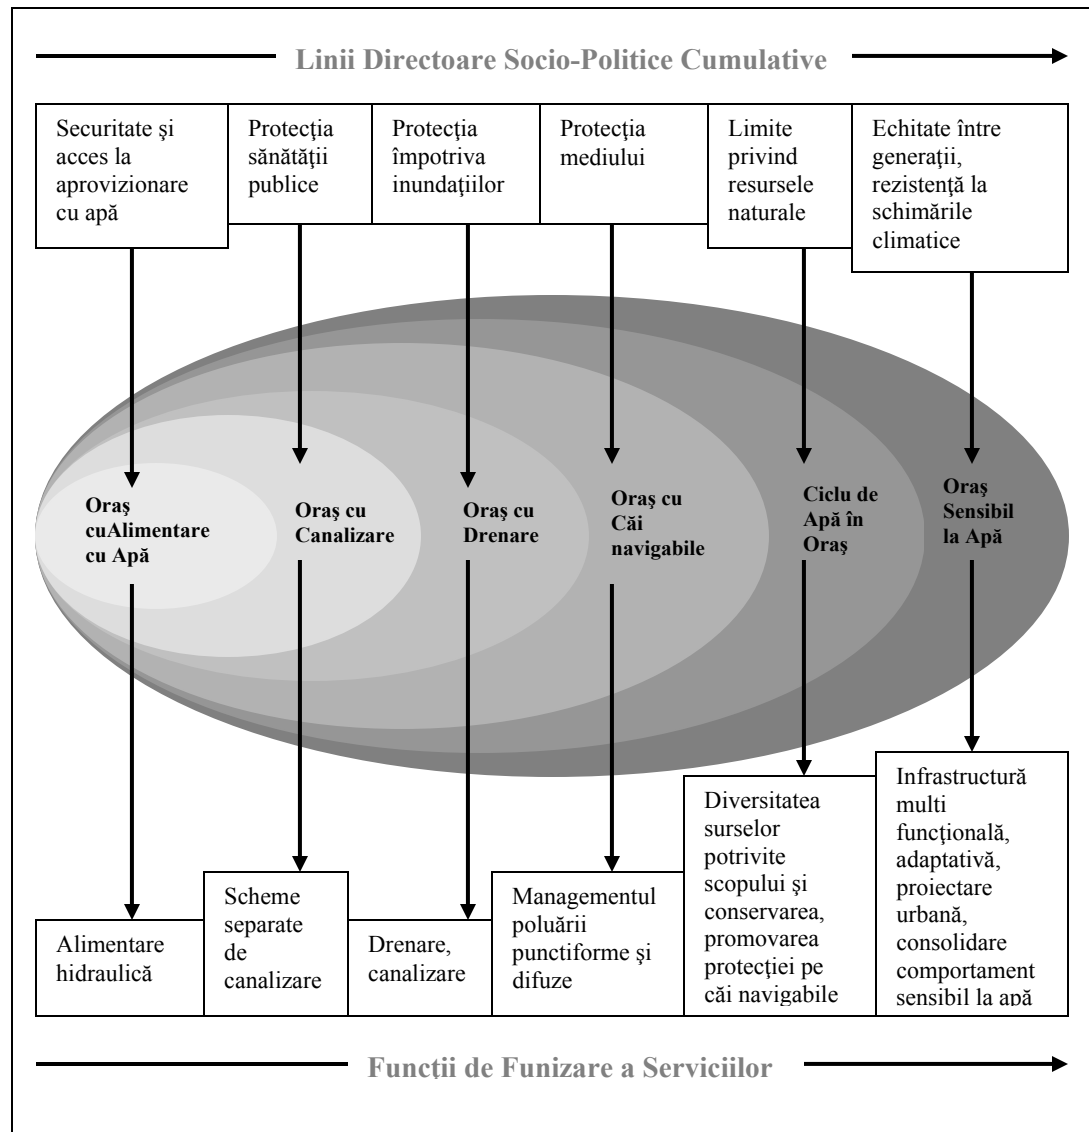 Linii Directoare Socio-Politice Cumulative
Securitate şi
acces la
aprovizionare
cu apă
Protecţia
sănătăţii
publice
Protecţia
împotriva
inundaţiilor
Protecţia
mediului
Limite
privind
resursele
naturale
Echitate între
generaţii,
rezistenţă la
schimările
climatice
Oraş
cuAlimentare
cu Apă
Oraş cu
Canalizare
Oraş cu
Drenare
Oraş cu
Căi
navigabile
Ciclu de
Apă în
Oraş
Oraş
Sensibil
la Apă
Alimentare
hidraulică
Scheme
separate
de
canalizare
Drenare,
canalizare
Managementul
poluării
punctiforme şi
difuze
Diversitatea
surselor
potrivite
scopului şi
conservarea,
promovarea
protecţiei pe
căi navigabile
Infrastructură
multi
funcţională,
adaptativă,
proiectare
urbană,
consolidare
comportament
sensibil la apă
Funcţii de Funizare a Serviciilor